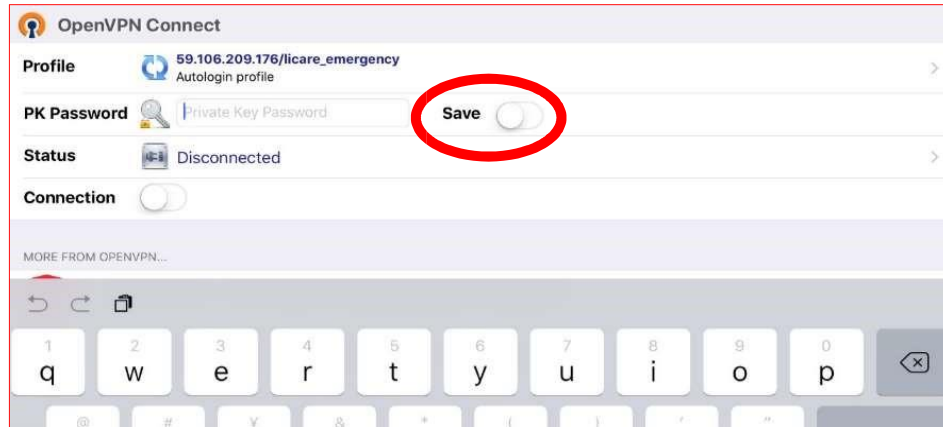 OpenVPN Connect
Profile 59.106.209.176/licare_emergency
Autologin profile
PK Password Private Key Password Save
Status Disconnected
Connection
MORE FROM OPENVPN...
1 2 3 4 5 6 7 8 9 0
q w e r t y u i o p
@ # ¥ & * ( ) ' "